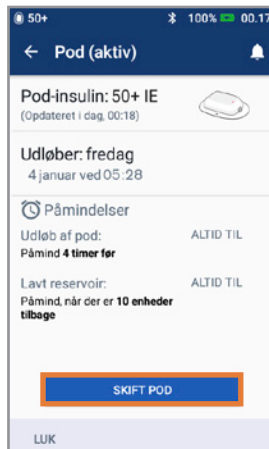 50+ 100% 00.17
Pod (aktiv)
Pod-insulin: 50+ IE
(Opdateret i dag, 00:18)
Udløber: fredag
4 januar ved 05:28
Påmindelser
Udløb af pod: ALTID TIL
Påmind 4 timer før
Lavt reservoir: ALTID TIL
Påmind, når der er 10 enheder
tilbage
SKIFT POD
LUK